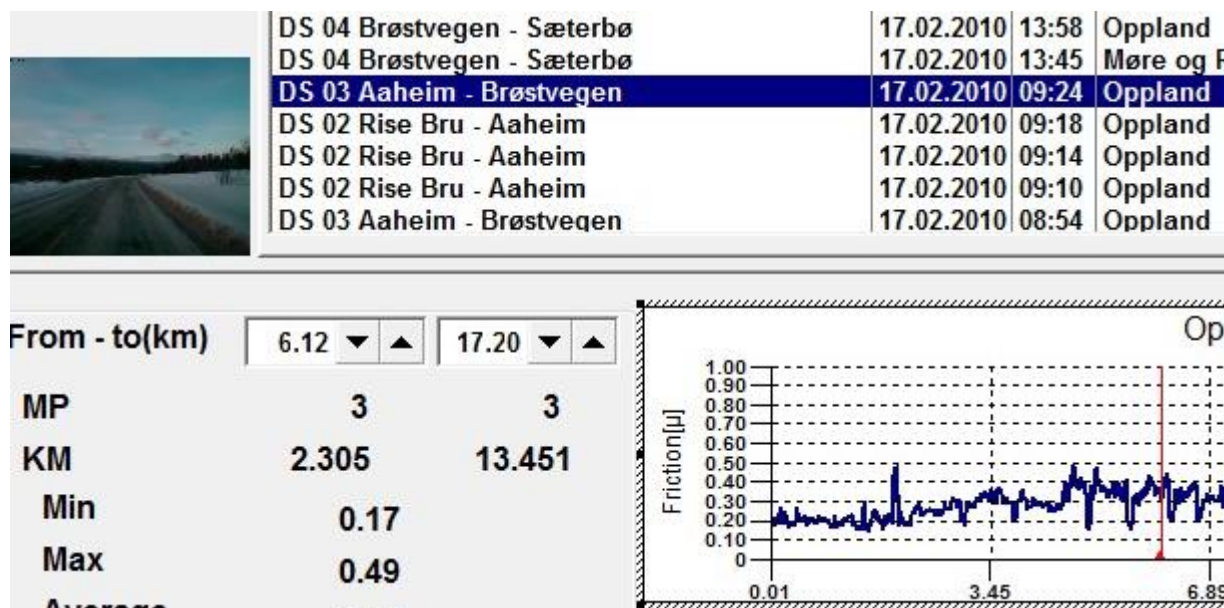 DS 04 Brøstvegen - Sæterbø 17.02.2010 13:58 Oppland
DS 04 Brøstvegen - Sæterbø 17.02.2010 13:45 Møre og
DS 03 Aaheim - Brøstvegen 17.02.2010 09:24 Oppland
DS 02 Rise Bru - Aaheim 17.02.2010 09:18 Oppland
DS 02 Rise Bru - Aaheim 17.02.2010 09:14 Oppland
DS 02 Rise Bru - Aaheim 17.02.2010 09:10 Oppland
DS 03 Aaheim - Brøstvegen 17.02.2010 08:54 Oppland
From - to(km) 6.12 17.20
MP 3 3
KM 2.305 13.451
Min 0.17
Max 0.49
Average
Op
Friction[µ]
1.00
0.90
0.80
0.70
0.60
0.50
0.40
0.30
0.20
0.10
0
0.01 3.45 6.89